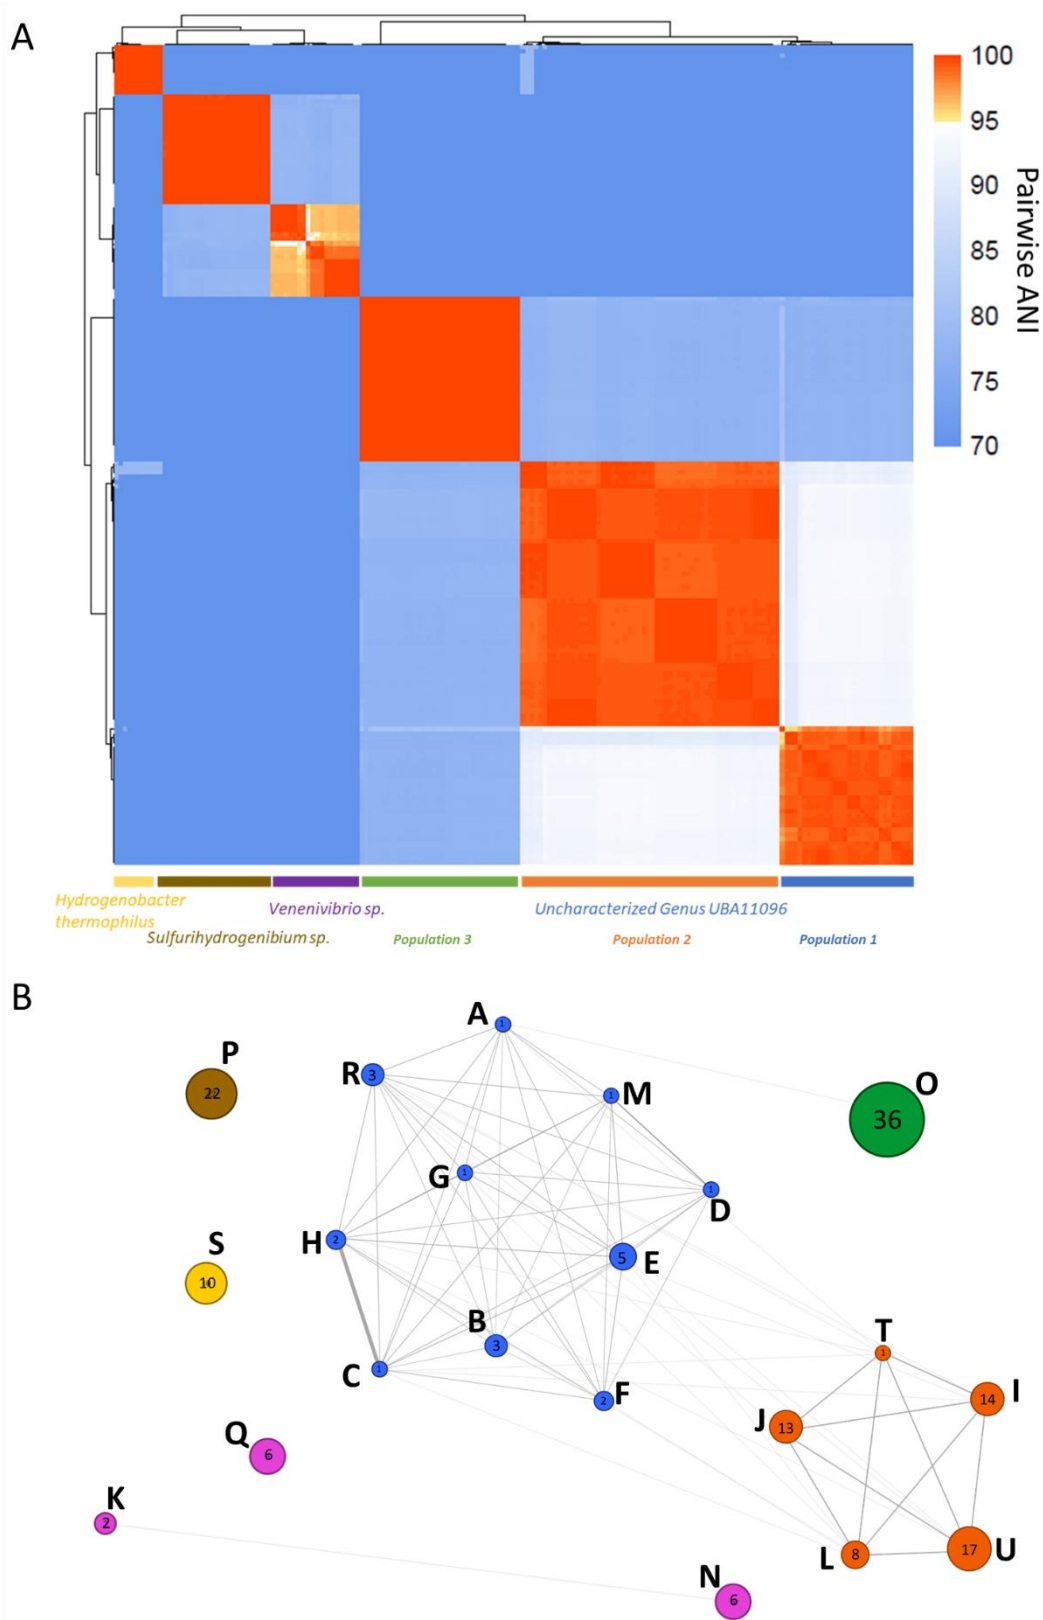 A
100
95
90
85
80
75
70
Pairwise ANI
Hydrogenobacter
thermophilus
Venenivibrio sp.
Uncharacterized Genus UBA11096
Sulfurihydrogenibium sp.
Population 3
Population 2
Population 1
B
A
1
P
22
R
3
M
1
O
36
G
1
D
1
S
10
H
2
E
5
B
3
T
1
C
1
F
2
I
14
J
13
Q
6
K
2
L
8
U
17
N
6